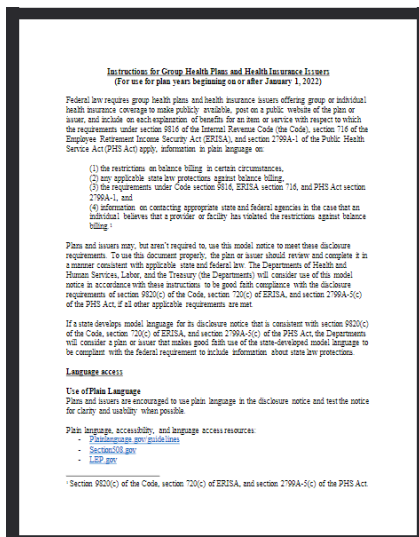 Instructions for Group Health Plans and Health Insurance Issuers
(For use for plan years beginning on or after January 1, 2022)
Federal law requires group health plans and health insurance issuers offering group or individual
health insurance coverage to make publicly available, post on a public website of the plan or
issuer, and include on each explanation of benefits for an item or service with respect to which
the requirements under section 9816 of the Internal Revenue Code (the Code), section 716 of the
Employee Retirement Income Security Act (ERISA), and section 2799A-1 of the Public Health
Service Act (PHS Act) apply, information in plain language on:
(1) the restrictions on balance billing in certain circumstances,
(2) any applicable state law protections against balance billing,
(3) the requirements under Code section 9816, ERISA section 716, and PHS Act section
2799A-1, and
(4) information on contacting appropriate state and federal agencies in the case that an
individual believes that a provider or facility has violated the restrictions against balance
billing.¹
Plans and issuers may, but aren't required to, use this model notice to meet these disclosure
requirements. To use this document properly, the plan or issuer should review and complete it in
a manner consistent with applicable state and federal law. The Departments of Health and
Human Services, Labor, and the Treasury (the Departments) will consider use of this model
notice in accordance with these instructions to be good faith compliance with the disclosure
requirements of section 9820(c) of the Code, section 720(c) of ERISA, and section 2799A-5(c)
of the PHS Act, if all other applicable requirements are met.
If a state develops model language for its disclosure notice that is consistent with section 9820(c)
of the Code, section 720(c) of ERISA, and section 2799A-5(c) of the PHS Act, the Departments
will consider a plan or issuer that makes good faith use of the state-developed model language to
be compliant with the federal requirement to include information about state law protections.
Language access
Use of Plain Language
Plans and issuers are encouraged to use plain language in the disclosure notice and test the notice
for clarity and usability when possible.
Plain language, accessibility, and language access resources:
- Plainlanguage.gov guidelines
- Section508.gov
- LEP.gov
¹ Section 9820(c) of the Code, section 720(c) of ERISA, and section 2799A-5(c) of the PHS Act.